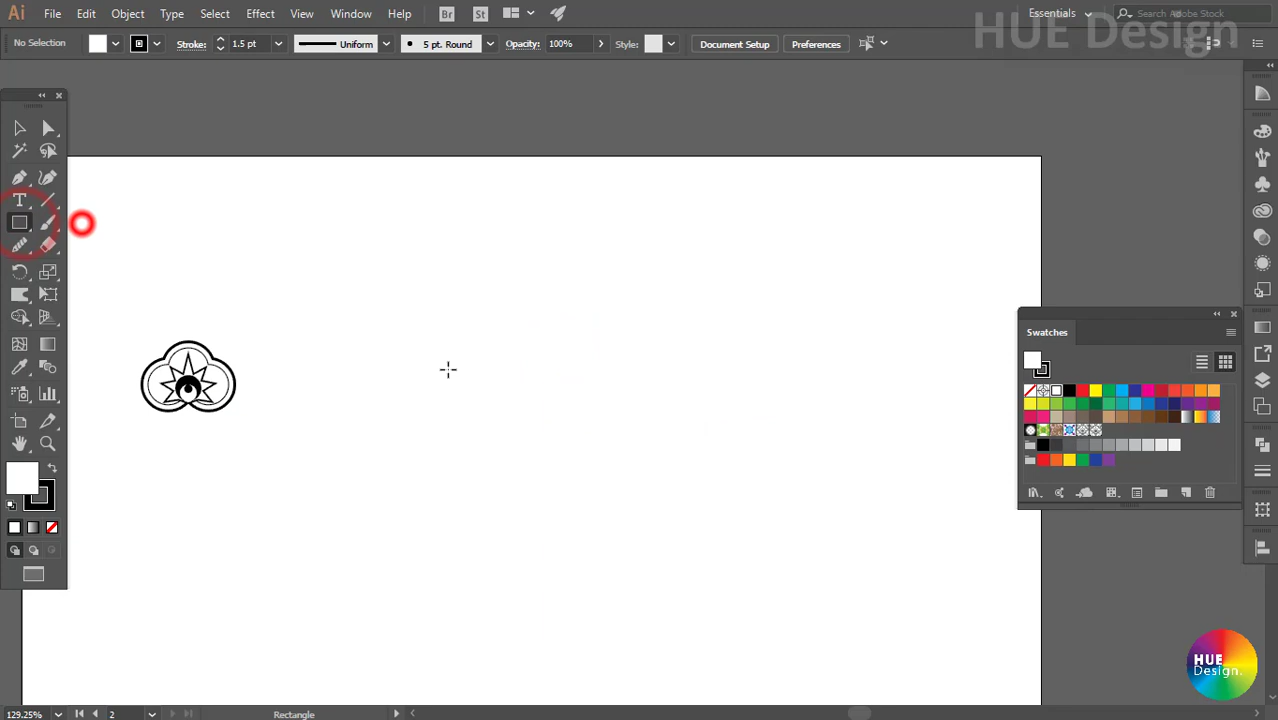 Ai File Edit Object Type Select Effect View Window Help Br St Essentials Search Adobe Stock
HUE Design
No Selection Stroke: 1.5 pt Uniform 5 pt. Round Opacity: 100% Style: Document Setup Preferences
T
Swatches
HUE
Design.
129.25% 2 Rectangle